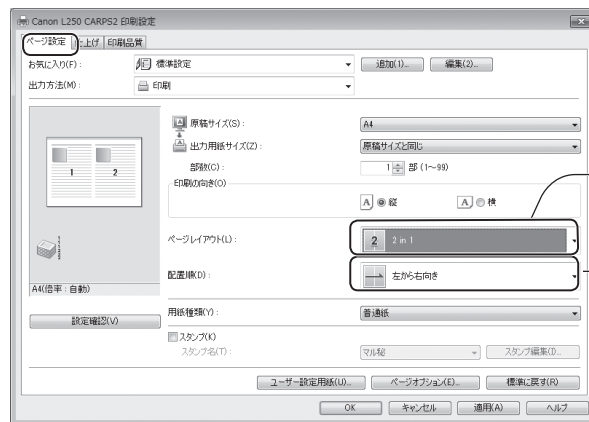 Canon L250 CARPS2 印刷設定
ページ設定 仕上げ 印刷品質
お気に入り(F): 標準設定 追加(1)... 編集(2)...
出力方法(M): 印刷
原稿サイズ(S): A4
出力用紙サイズ(Z): 原稿サイズと同じ
部数(C): 1 部 (1～99)
印刷の向き(O)
A 縦 A 横
1 2
ページレイアウト(L): 2 2 in 1
配置順(D): 左から右向き
A4(倍率：自動)
設定確認(V)
用紙種類(Y): 普通紙
スタンプ(K)
スタンプ名(T): マル秘 スタンプ編集(I)...
ユーザー設定用紙(U)... ページオプション(E)... 標準に戻す(R)
OK キャンセル 適用(A) ヘルプ